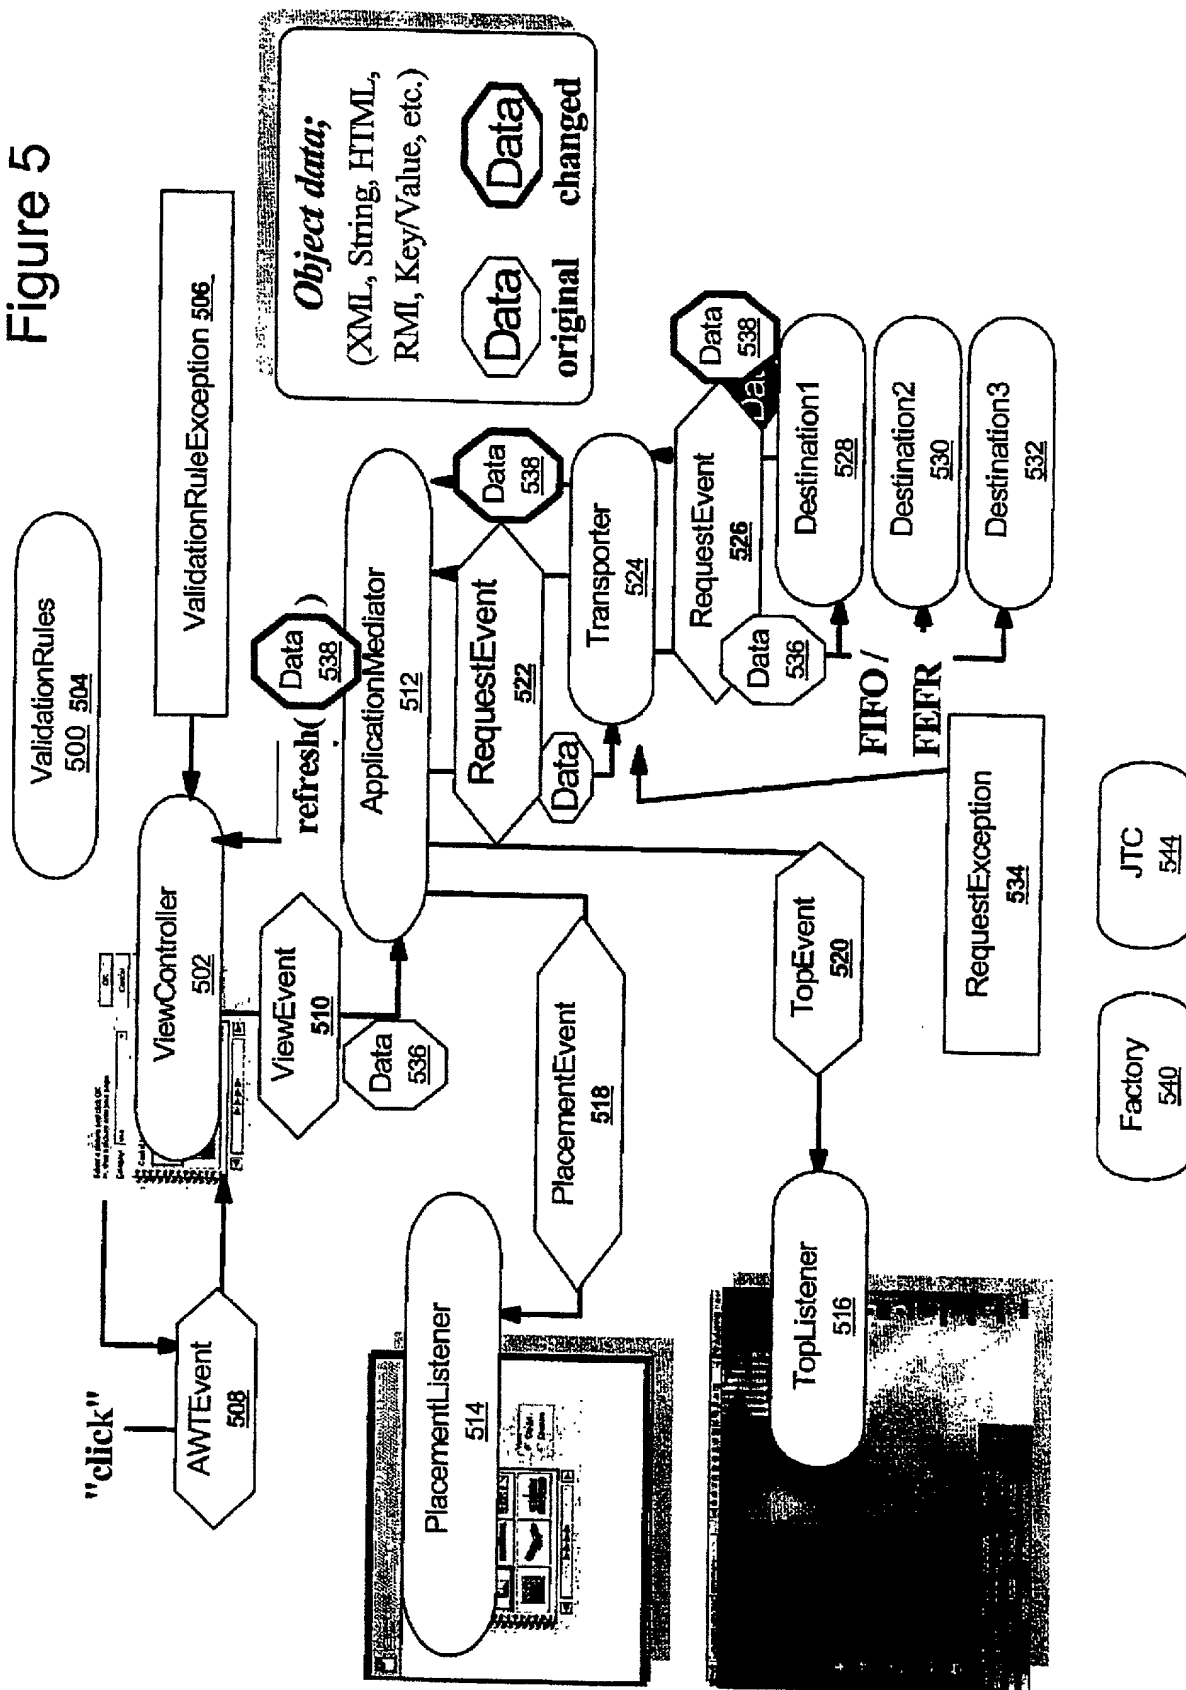 Figure 5
ValidationRules
500 504
ValidationRuleException 506
"click"
AWTEvent
508
ViewController
502
OK
Cancel
ViewEvent
510
Data
536
refresh( )
Data
538
Object data;
(XML, String, HTML,
RMI, Key/Value, etc.)
Data
Data
original
changed
ApplicationMediator
512
PlacementListener
514
PlacementEvent
518
RequestEvent
522
Data
Data
538
Transporter
524
TopListener
516
TopEvent
520
RequestEvent
526
Data
536
Data
538
Dat
FIFO /
FEFR
Destination1
528
Destination2
530
Destination3
532
RequestException
534
Factory
540
JTC
544